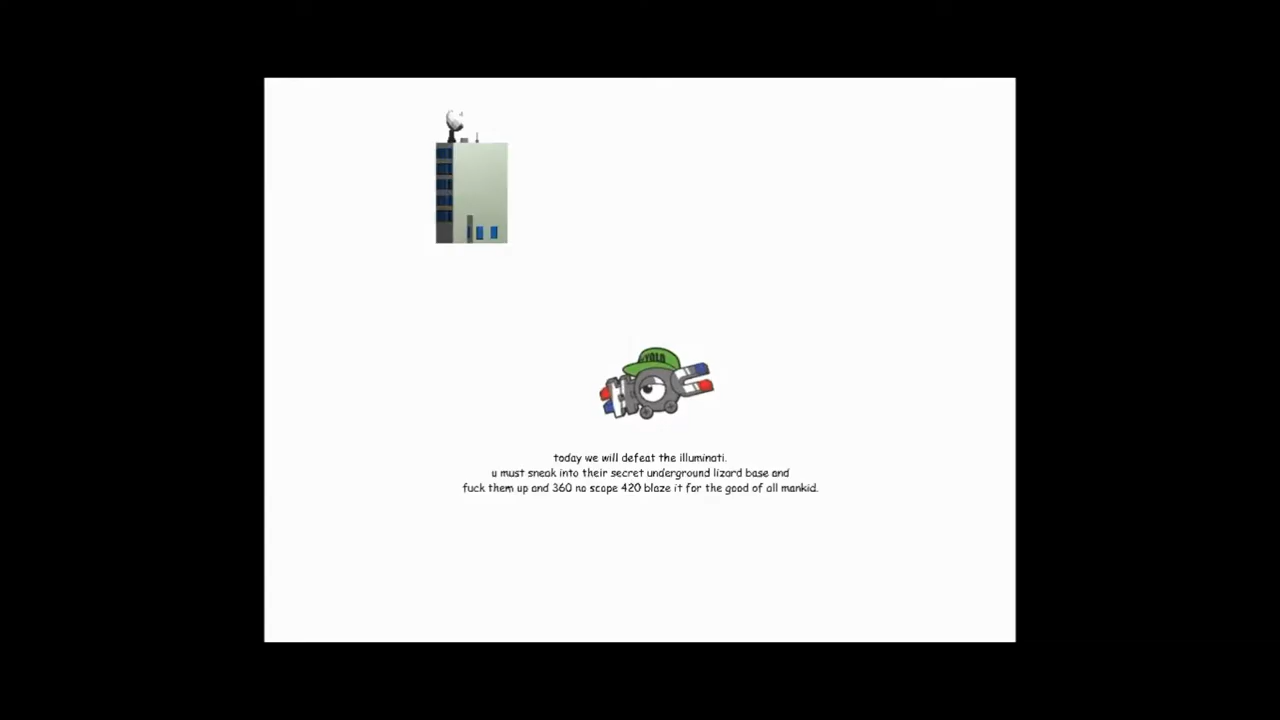 YOLO
today we will defeat the illuminati.
u must sneak into their secret underground lizard base and
fuck them up and 360 no scope 420 blaze it for the good of all mankid.